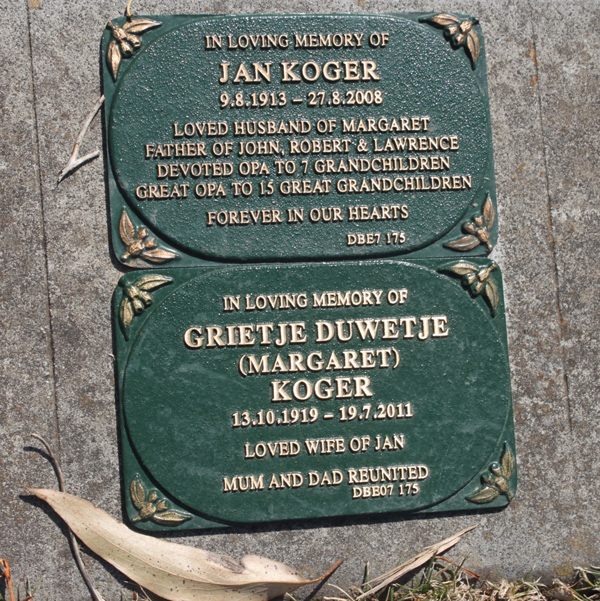 IN LOVING MEMORY OF
JAN KOGER
9.8.1913 – 27.8.2008
LOVED HUSBAND OF MARGARET
FATHER OF JOHN, ROBERT & LAWRENCE
DEVOTED OPA TO 7 GRANDCHILDREN
GREAT OPA TO 15 GREAT GRANDCHILDREN
FOREVER IN OUR HEARTS
DBE7 175
IN LOVING MEMORY OF
GRIETJE DUWETJE
(MARGARET)
KOGER
13.10.1919 – 19.7.2011
LOVED WIFE OF JAN
MUM AND DAD REUNITED
DBE07 175